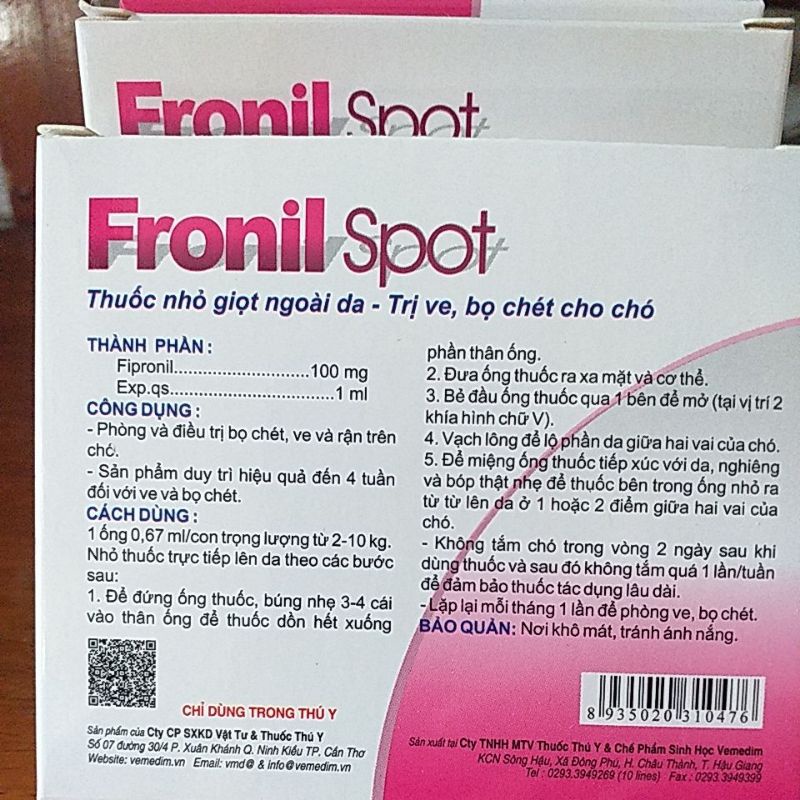 Fronil Spot
Fronil Spot
Thuốc nhỏ giọt ngoài da - Trị ve, bọ chét cho chó
THÀNH PHẦN :
Fipronil............................100 mg
Exp.qs..................................1 ml
CÔNG DỤNG :
- Phòng và điều trị bọ chét, ve và rận trên
chó.
- Sản phẩm duy trì hiệu quả đến 4 tuần
đối với ve và bọ chét.
CÁCH DÙNG :
1 ống 0,67 ml/con trọng lượng từ 2-10 kg.
Nhỏ thuốc trực tiếp lên da theo các bước
sau:
1. Để đứng ống thuốc, búng nhẹ 3-4 cái
vào thân ống để thuốc dồn hết xuống
phần thân ống.
2. Đưa ống thuốc ra xa mặt và cơ thể.
3. Bẻ đầu ống thuốc qua 1 bên để mở (tại vị trí 2
khía hình chữ V).
4. Vạch lông để lộ phần da giữa hai vai của chó.
5. Để miệng ống thuốc tiếp xúc với da, nghiêng
và bóp thật nhẹ để thuốc bên trong ống nhỏ ra
từ từ lên da ở 1 hoặc 2 điểm giữa hai vai của
chó.
- Không tắm chó trong vòng 2 ngày sau khi
dùng thuốc và sau đó không tắm quá 1 lần/tuần
để đảm bảo thuốc tác dụng lâu dài.
- Lặp lại mỗi tháng 1 lần để phòng ve, bọ chét.
BẢO QUẢN: Nơi khô mát, tránh ánh nắng.
CHỈ DÙNG TRONG THÚ Y
Sản phẩm của Cty CP SXKD Vật Tư & Thuốc Thú Y
Số 07 đường 30/4 P. Xuân Khánh Q. Ninh Kiều TP. Cần Thơ
Website: vemedim.vn Email: vmd@ & info@vemedim.vn
8 935020 310476
Sản xuất tại Cty TNHH MTV Thuốc Thú Y & Chế Phẩm Sinh Học Vemedim
KCN Sông Hậu, Xã Đông Phú, H. Châu Thành, T. Hậu Giang
Tel : 0293.3949269 (10 lines) Fax : 0293.3949399